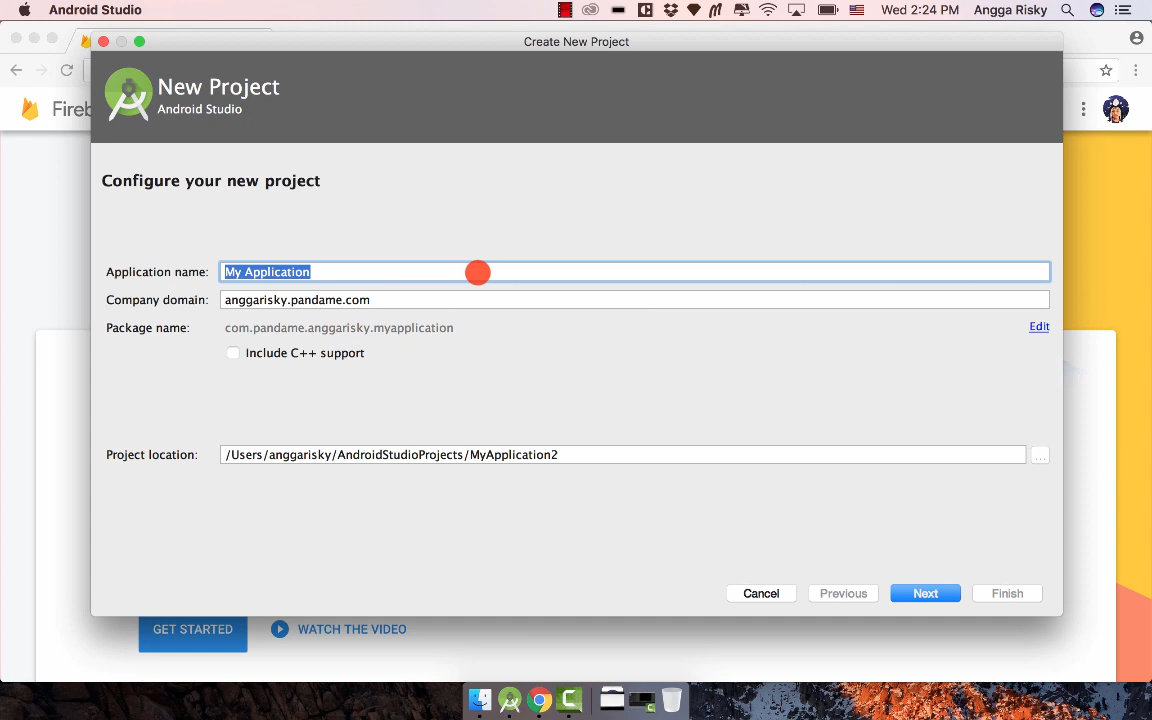 Android Studio
Wed 2:24 PM
Angga Risky
Create New Project
New Project
Android Studio
Configure your new project
Application name: My Application
Company domain: anggarisky.pandame.com
Package name: com.pandame.anggarisky.myapplication
Edit
Include C++ support
Project location: /Users/anggarisky/AndroidStudioProjects/MyApplication2
...
Cancel
Previous
Next
Finish
GET STARTED
WATCH THE VIDEO